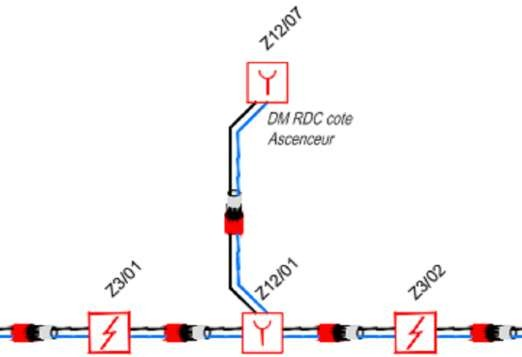 Z12/07
DM RDC cote
Ascenceur
Z3/01
Z12/01
Z3/02